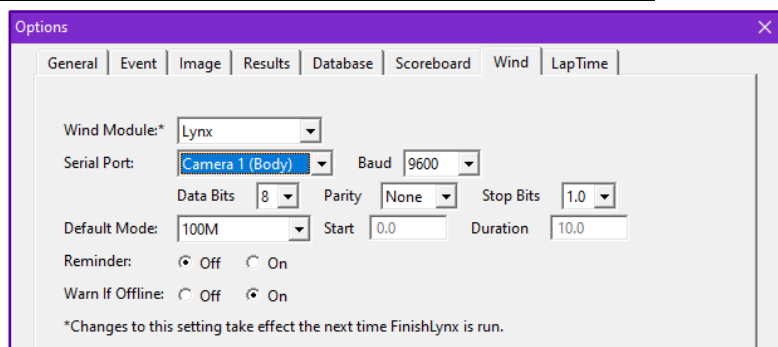 Options
General Event Image Results Database Scoreboard Wind LapTime
Wind Module:* Lynx
Serial Port: Camera 1 (Body) Baud 9600
Data Bits 8 Parity None Stop Bits 1.0
Default Mode: 100M Start 0.0 Duration 10.0
Reminder: Off On
Warn If Offline: Off On
*Changes to this setting take effect the next time FinishLynx is run.